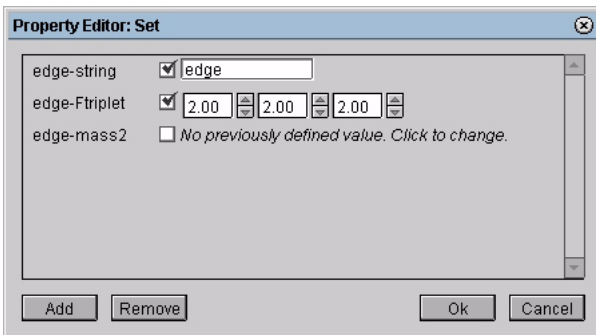 Property Editor: Set
edge-string edge
edge-Ftriplet 2.00 2.00 2.00
edge-mass2 No previously defined value. Click to change.
Add Remove Ok Cancel